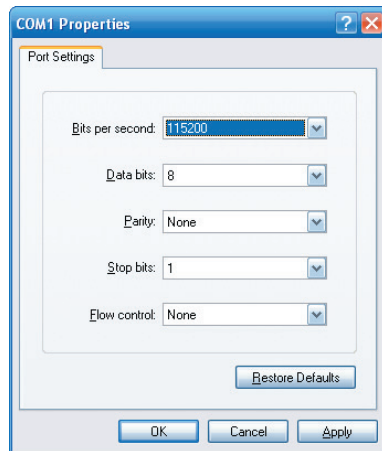 COM1 Properties
Port Settings
Bits per second: 115200
Data bits: 8
Parity: None
Stop bits: 1
Flow control: None
Restore Defaults
OK Cancel Apply